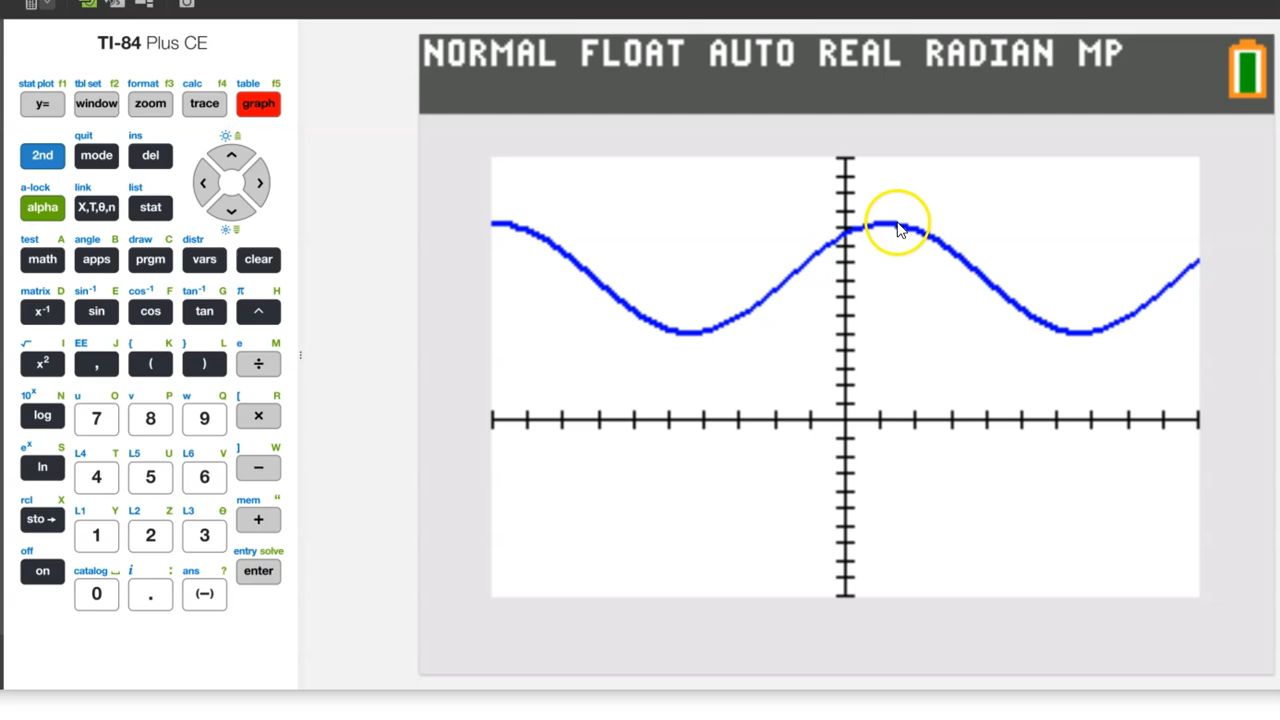 TI-84 Plus CE
NORMAL FLOAT AUTO REAL RADIAN MP
stat plot f1 tbl set f2 format f3 calc f4 table f5
y= window zoom trace graph
quit ins
2nd mode del
a-lock link list
alpha X,T,θ,n stat
test A angle B draw C distr
math apps prgm vars clear
matrix D sin-1 E cos-1 F tan-1 G π H
x-1 sin cos tan ^
√ I EE J { K } L e M
x2 , ( ) ÷
10x N u O v P w Q [ R
log 7 8 9 ×
ex S L4 T L5 U L6 V ] W
ln 4 5 6 −
rcl X L1 Y L2 Z L3 θ mem “
sto→ 1 2 3 +
off catalog i : ans ? entry solve
on 0 . (−) enter